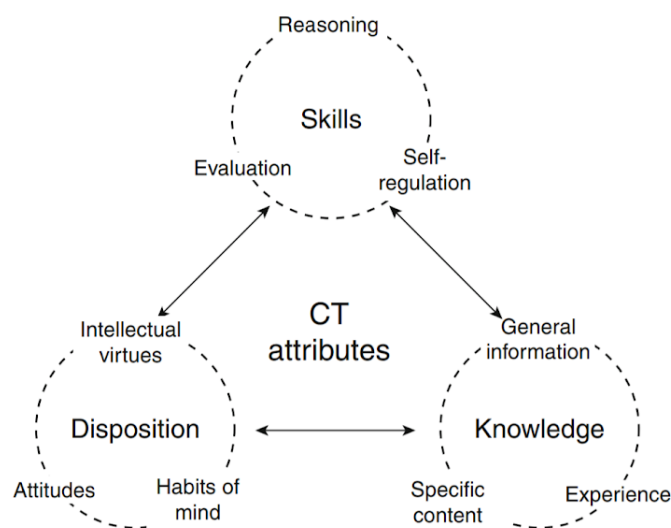 Reasoning
Skills
Evaluation
Self-
regulation
CT
attributes
Intellectual
virtues
General
information
Disposition
Knowledge
Attitudes
Habits of
mind
Specific
content
Experience